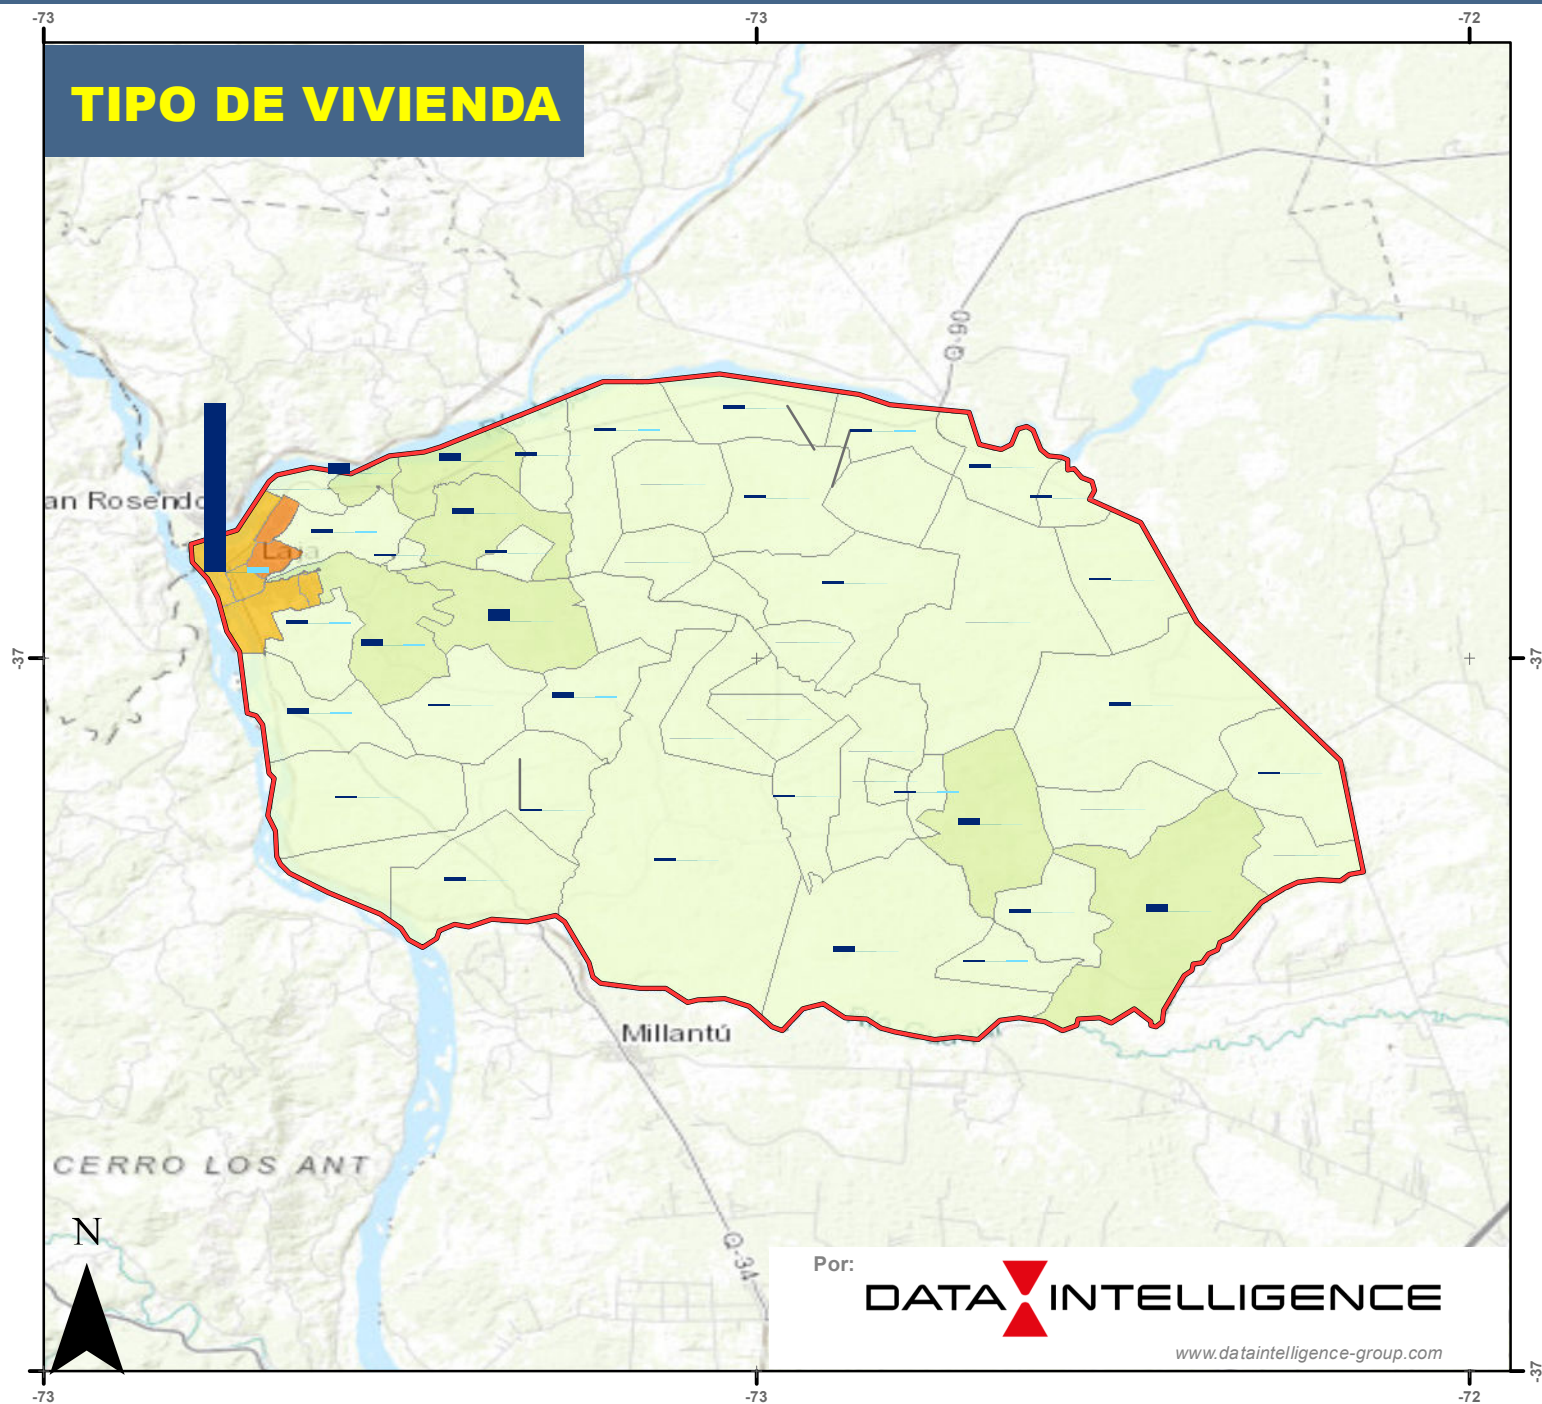 -73
-73
-72
TIPO DE VIVIENDA
Q-90
an Rosendo
Laja
-37
-37
Millantú
CERRO LOS ANT
N
Q-34
Por:
DATA INTELLIGENCE
www.dataintelligence-group.com
-37
-73
-73
-72